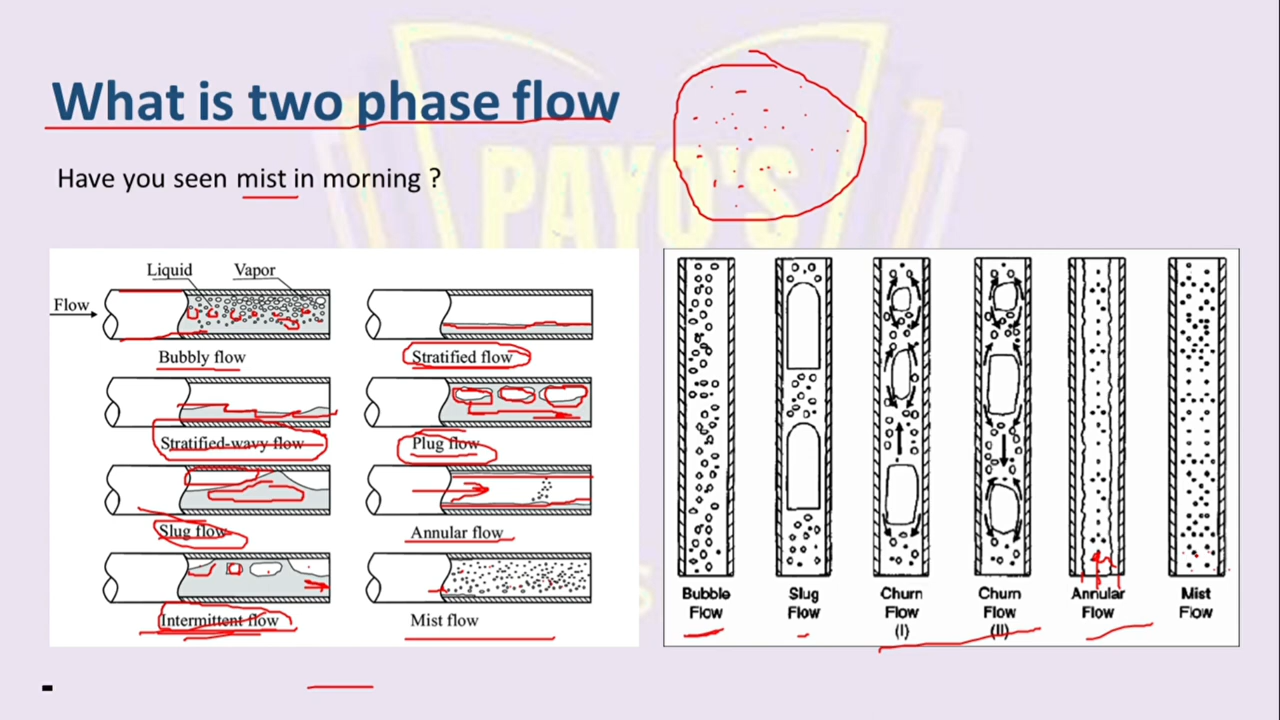 What is two phase flow
Have you seen mist in morning ?
PAYO'S
Liquid Vapor
Flow
Bubbly flow
Stratified flow
Stratified-wavy flow
Plug flow
Slug flow
Annular flow
Intermittent flow
Mist flow
Bubble
Flow
Slug
Flow
Churn
Flow
(I)
Churn
Flow
(II)
Annular
Flow
Mist
Flow
-